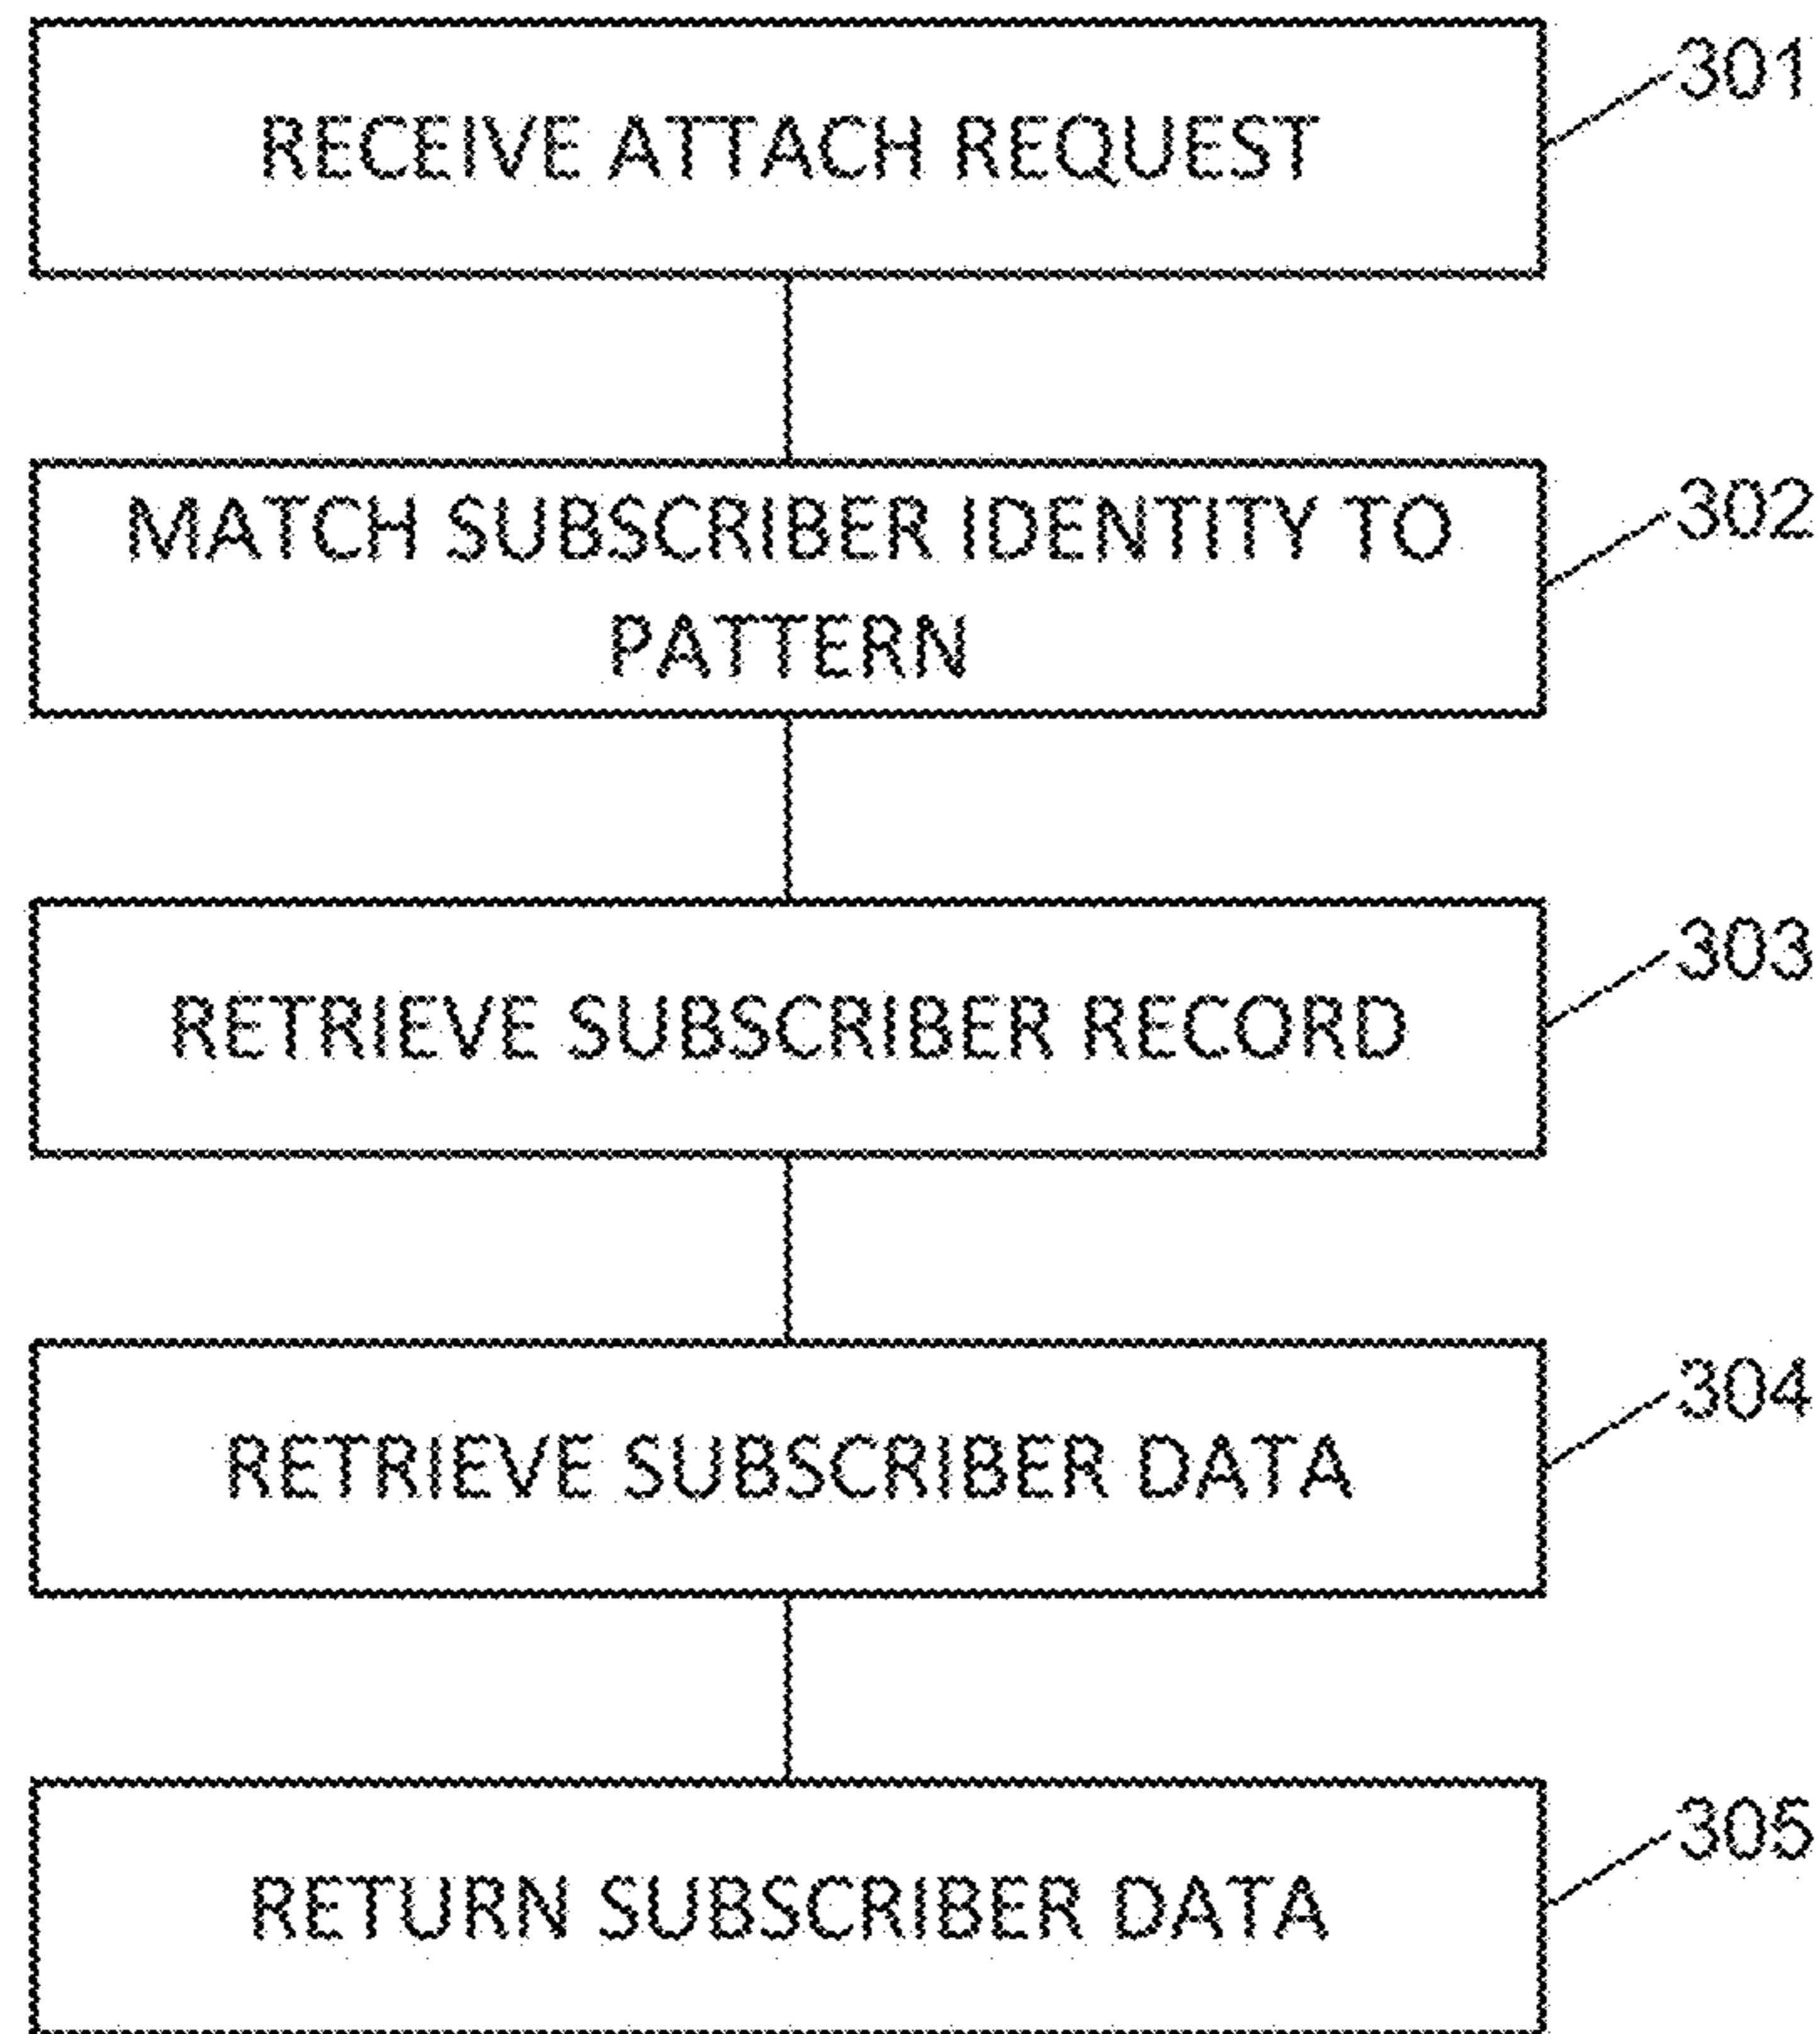 RECEIVE ATTACH REQUEST
301
MATCH SUBSCRIBER IDENTITY TO
PATTERN
302
RETRIEVE SUBSCRIBER RECORD
303
RETRIEVE SUBSCRIBER DATA
304
RETURN SUBSCRIBER DATA
305